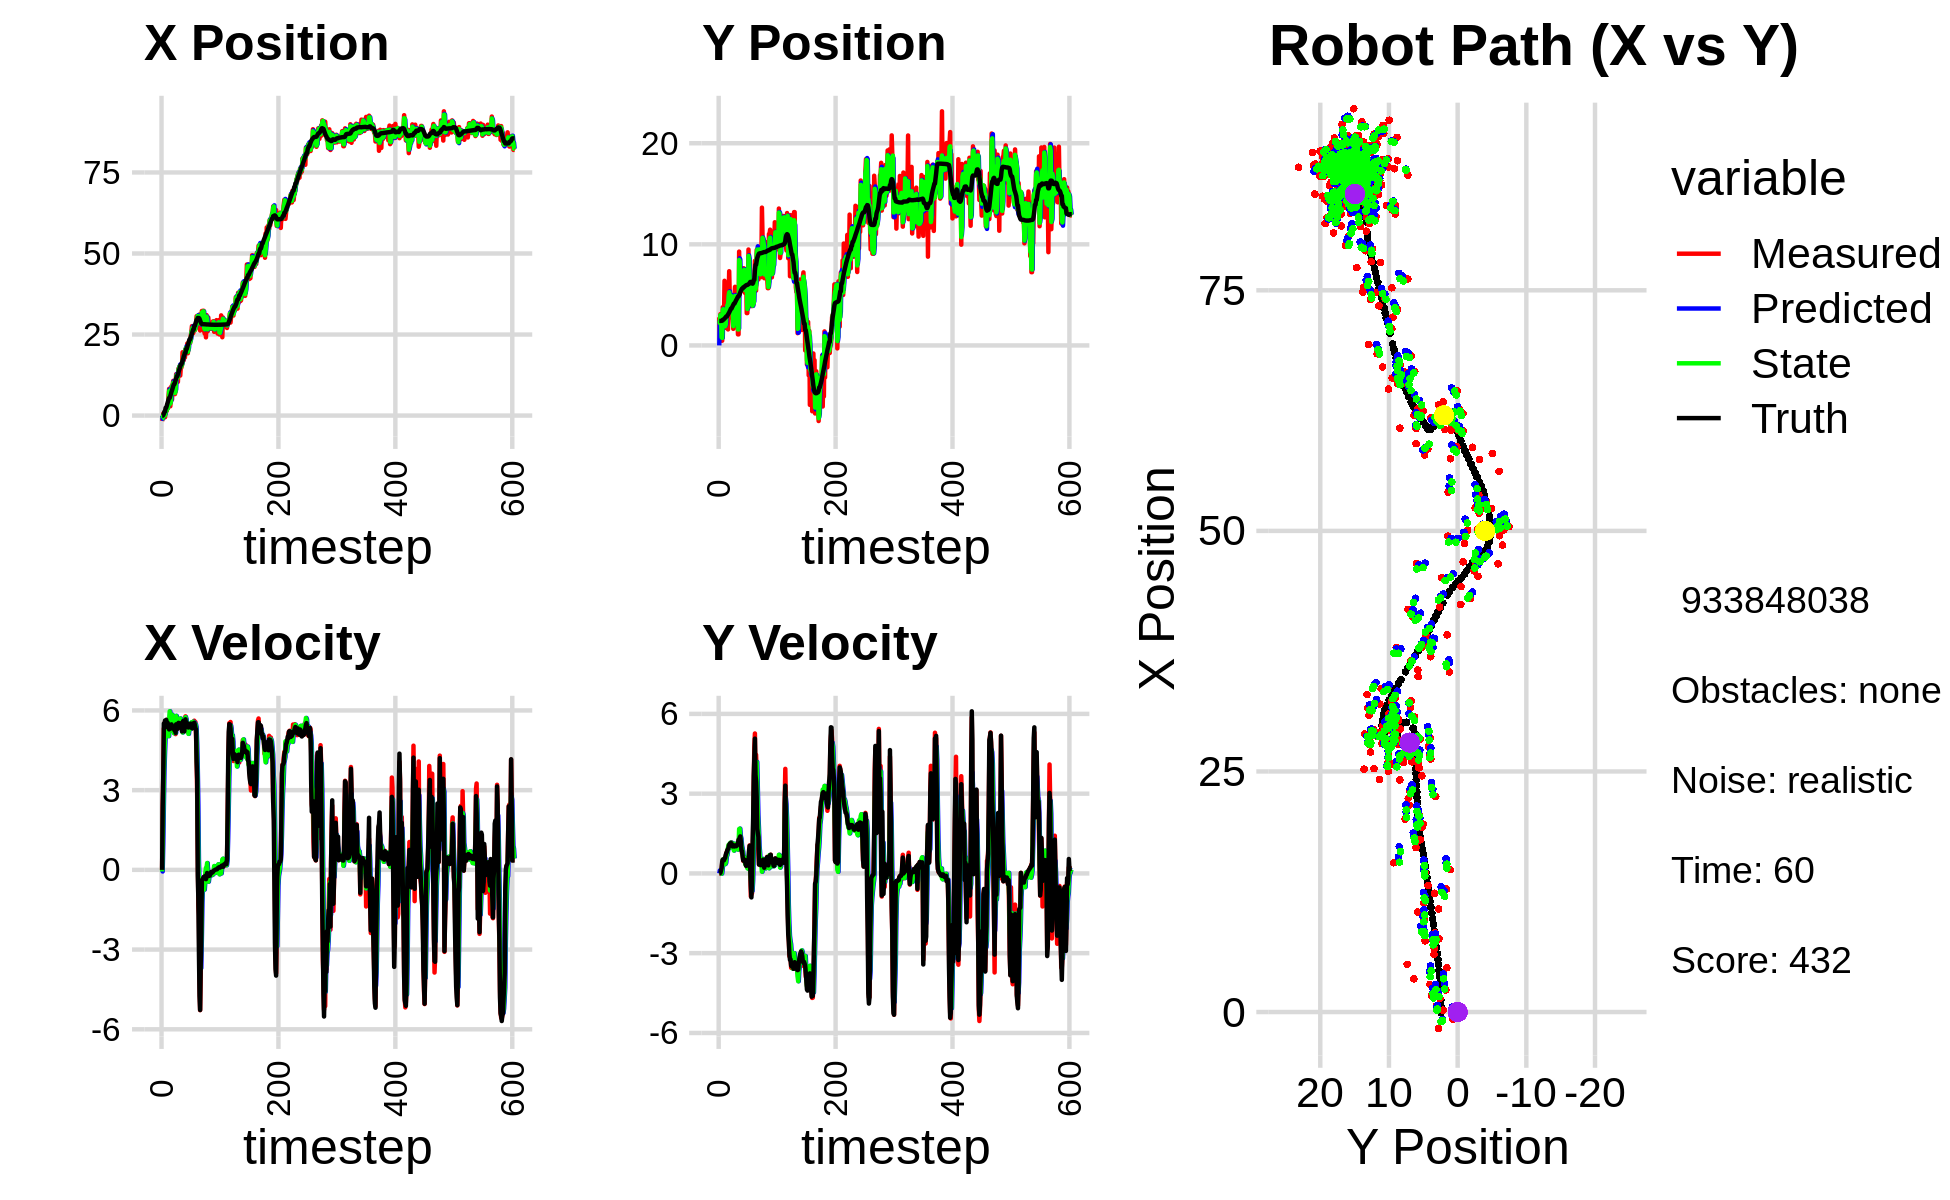 X Position
75
50
25
0
0
200
400
600
timestep
Y Position
20
10
0
0
200
400
600
timestep
X Velocity
6
3
0
-3
-6
0
200
400
600
timestep
Y Velocity
6
3
0
-3
-6
0
200
400
600
timestep
Robot Path (X vs Y)
X Position
75
50
25
0
20 10 0 -10 -20
Y Position
variable
Measured
Predicted
State
Truth
933848038
Obstacles: none
Noise: realistic
Time: 60
Score: 432